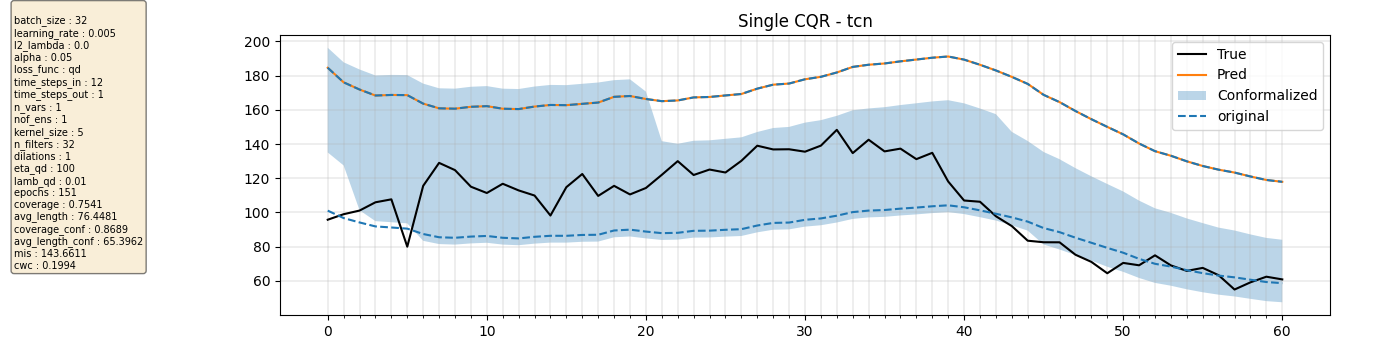 batch_size : 32
learning_rate : 0.005
l2_lambda : 0.0
alpha : 0.05
loss_func : qd
time_steps_in : 12
time_steps_out : 1
n_vars : 1
nof_ens : 1
kernel_size : 5
n_filters : 32
dilations : 1
eta_qd : 100
lamb_qd : 0.01
epochs : 151
coverage : 0.7541
avg_length : 76.4481
coverage_conf : 0.8689
avg_length_conf : 65.3962
mis : 143.6611
cwc : 0.1994
Single CQR - tcn
200
180
160
140
120
100
80
60
True
Pred
Conformalized
original
0 10 20 30 40 50 60